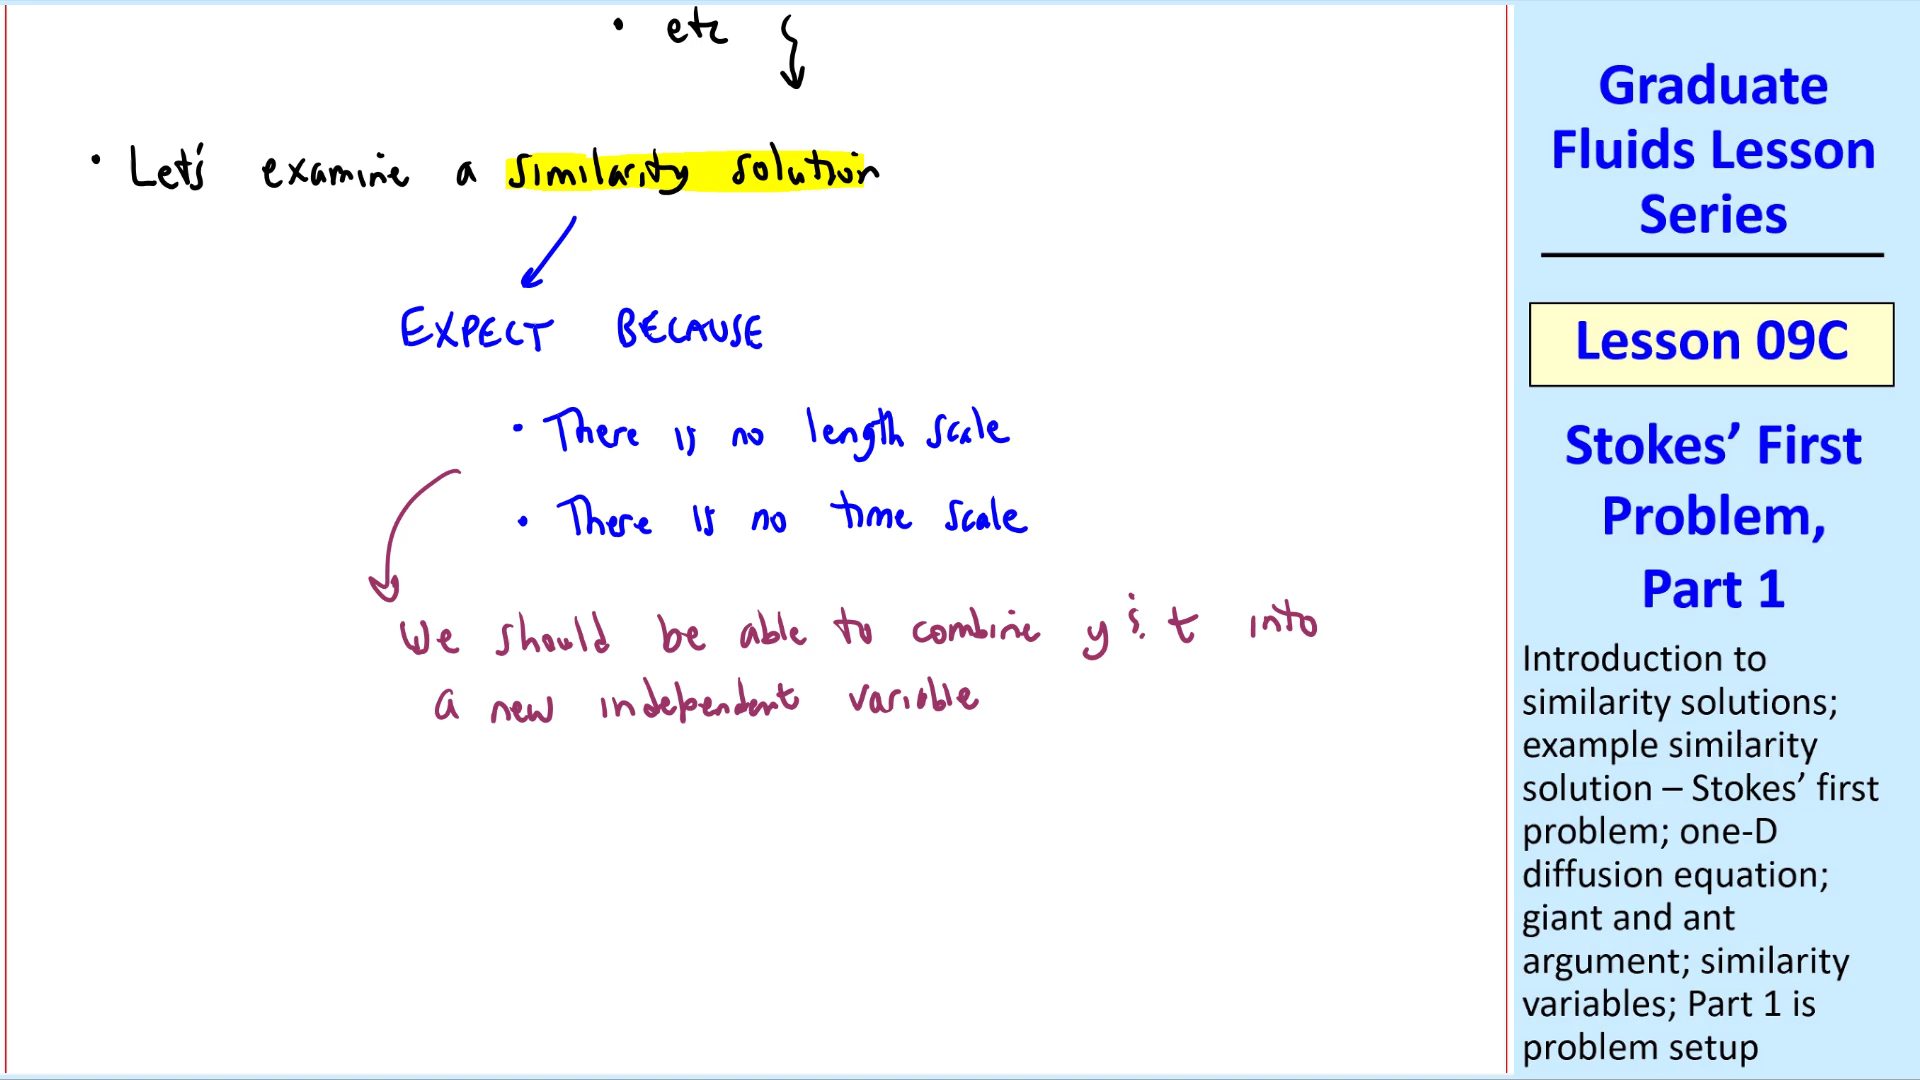 • etc
• Let's examine a similarity solution
EXPECT BECAUSE
• There is no length scale
• There is no time scale
We should be able to combine y & t into
a new independent variable
Graduate
Fluids Lesson
Series
Lesson 09C
Stokes’ First
Problem,
Part 1
Introduction to
similarity solutions;
example similarity
solution – Stokes’ first
problem; one-D
diffusion equation;
giant and ant
argument; similarity
variables; Part 1 is
problem setup